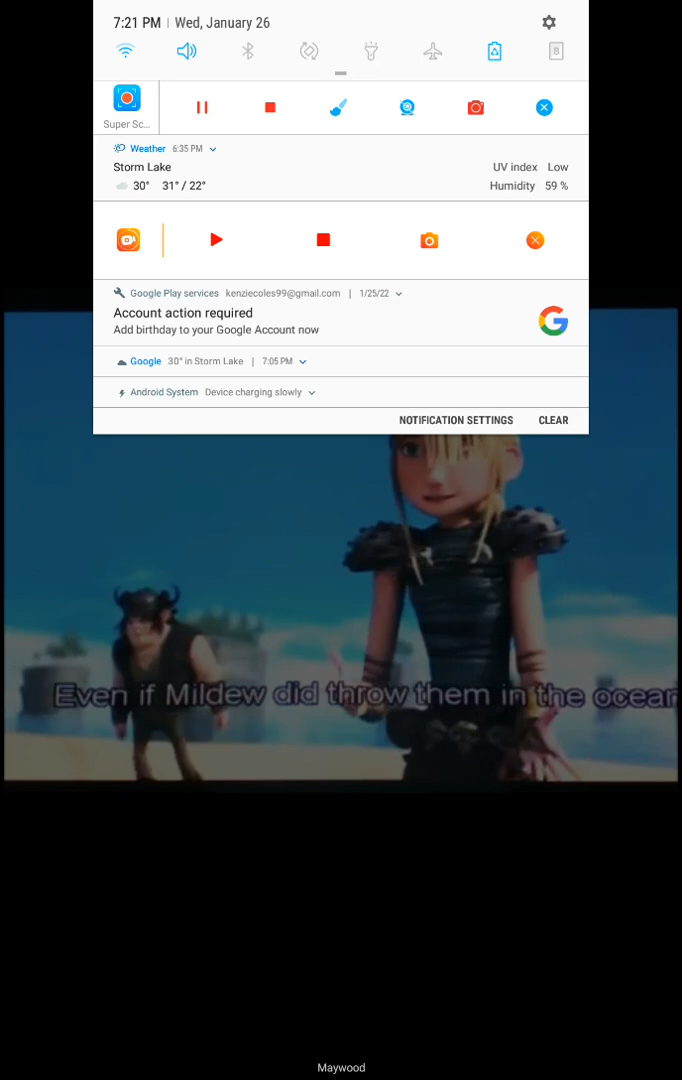 7:21 PM | Wed, January 26
B
Super Sc...
Weather 6:35 PM
Storm Lake UV index Low
30° 31° / 22° Humidity 59 %
Google Play services kenziecoles99@gmail.com | 1/25/22
Account action required
Add birthday to your Google Account now
G
Google 30° in Storm Lake | 7:05 PM
Android System Device charging slowly
NOTIFICATION SETTINGS CLEAR
Even if Mildew did throw them in the ocean
Maywood